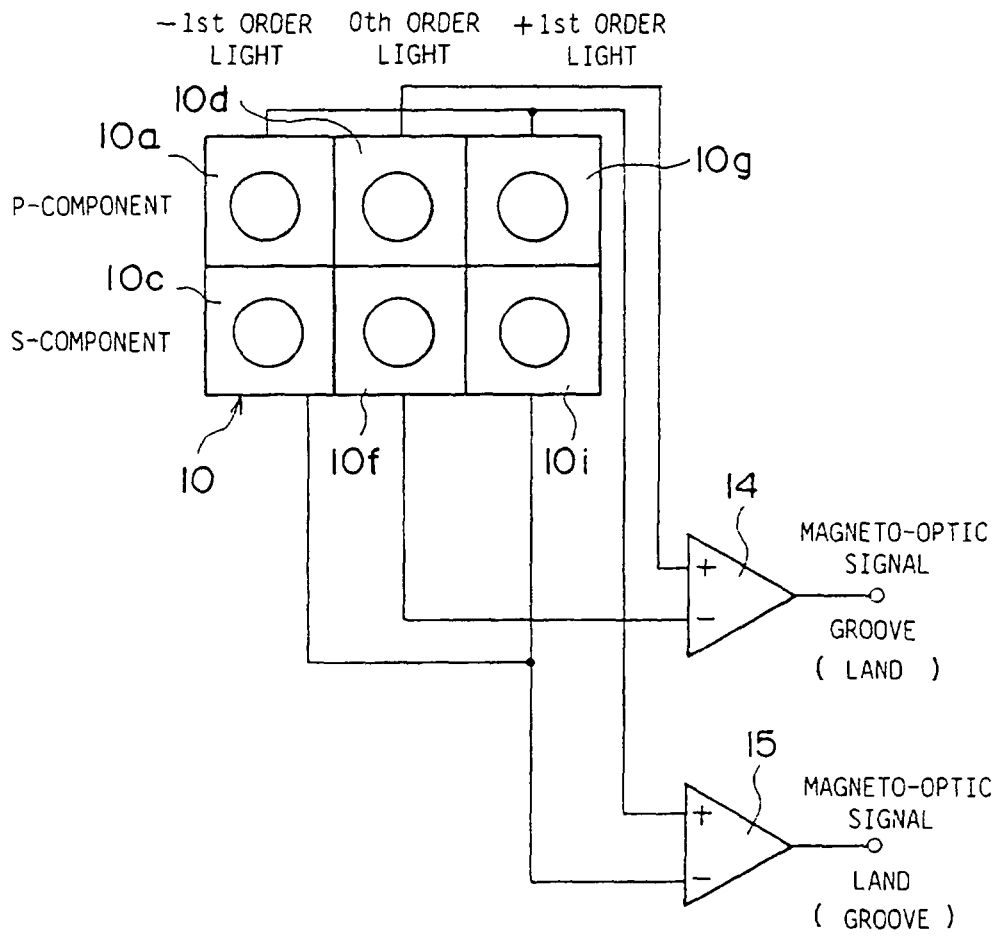 −1st ORDER LIGHT
0th ORDER LIGHT
+1st ORDER LIGHT
10d
10a
10g
P-COMPONENT
10c
S-COMPONENT
10
10f
10i
14
MAGNETO-OPTIC
SIGNAL
+
−
GROOVE
( LAND )
15
MAGNETO-OPTIC
SIGNAL
+
−
LAND
( GROOVE )